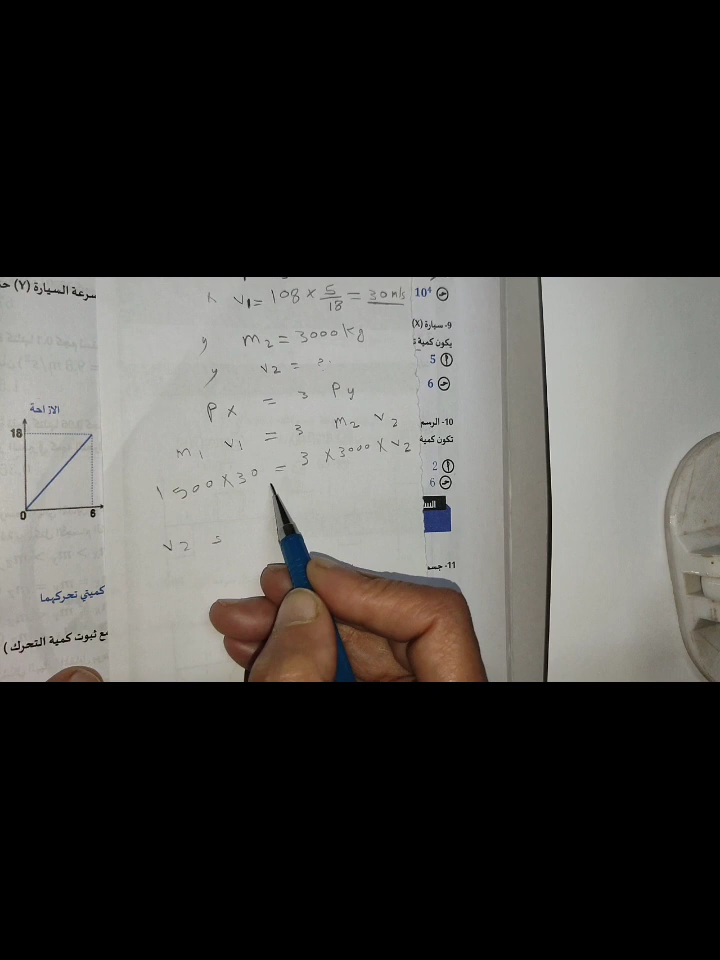 x v₁ = 108 × 5/18 = 30 m/s
y m₂ = 3000 kg
y v₂ = ?
Px = 3 Py
m₁ v₁ = 3 m₂ v₂
1500 × 30 = 3 × 3000 × v₂
v₂ =
10⁴
9- سيارة (X)
يكون كمية
5 أ
6 ج
10- الرسم
تكون كمية
2 أ
6 ج
11- جسم
سرعة السيارة (Y)
الازاحة
18
0 6
كميتي تحركهما
مع ثبوت كمية التحرك )